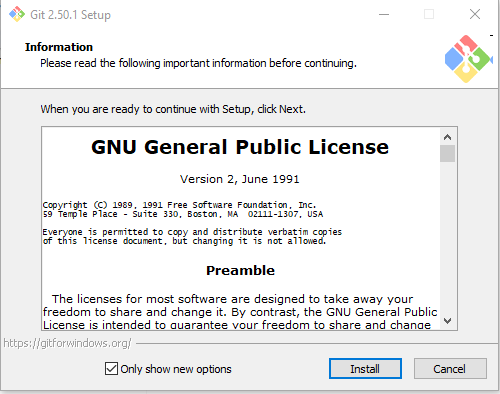 Git 2.50.1 Setup
Information
Please read the following important information before continuing.
When you are ready to continue with Setup, click Next.
GNU General Public License
Version 2, June 1991
Copyright (C) 1989, 1991 Free Software Foundation, Inc.
59 Temple Place - Suite 330, Boston, MA  02111-1307, USA
Everyone is permitted to copy and distribute verbatim copies
of this license document, but changing it is not allowed.
Preamble
The licenses for most software are designed to take away your
freedom to share and change it. By contrast, the GNU General Public
License is intended to guarantee your freedom to share and change
https://gitforwindows.org/
Only show new options
Install
Cancel